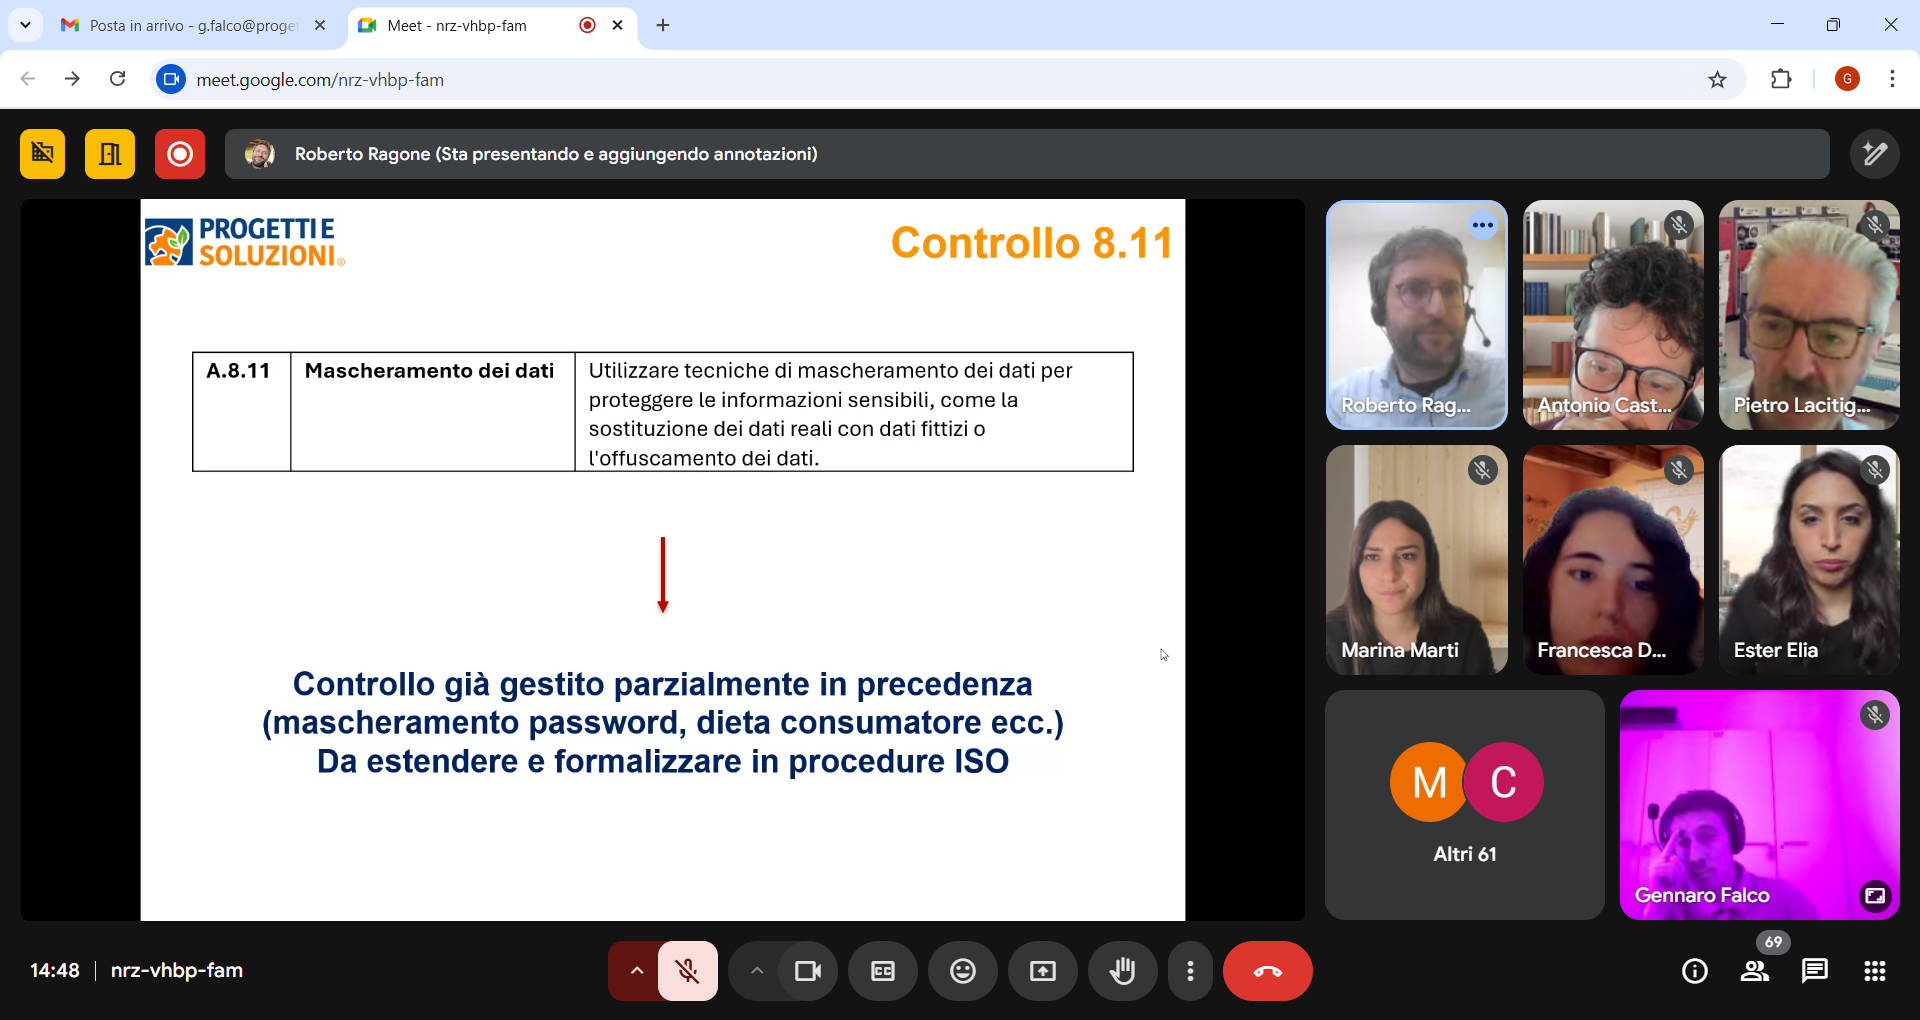 Posta in arrivo - g.falco@proge
Meet - nrz-vhbp-fam
meet.google.com/nrz-vhbp-fam
G
Roberto Ragone (Sta presentando e aggiungendo annotazioni)
PROGETTI E
SOLUZIONI®
Controllo 8.11
A.8.11
Mascheramento dei dati
Utilizzare tecniche di mascheramento dei dati per
proteggere le informazioni sensibili, come la
sostituzione dei dati reali con dati fittizi o
l'offuscamento dei dati.
Controllo già gestito parzialmente in precedenza
(mascheramento password, dieta consumatore ecc.)
Da estendere e formalizzare in procedure ISO
Roberto Rag...
Antonio Cast...
Pietro Lacitig...
Marina Marti
Francesca D...
Ester Elia
M
C
Altri 61
Gennaro Falco
14:48
nrz-vhbp-fam
CC
69